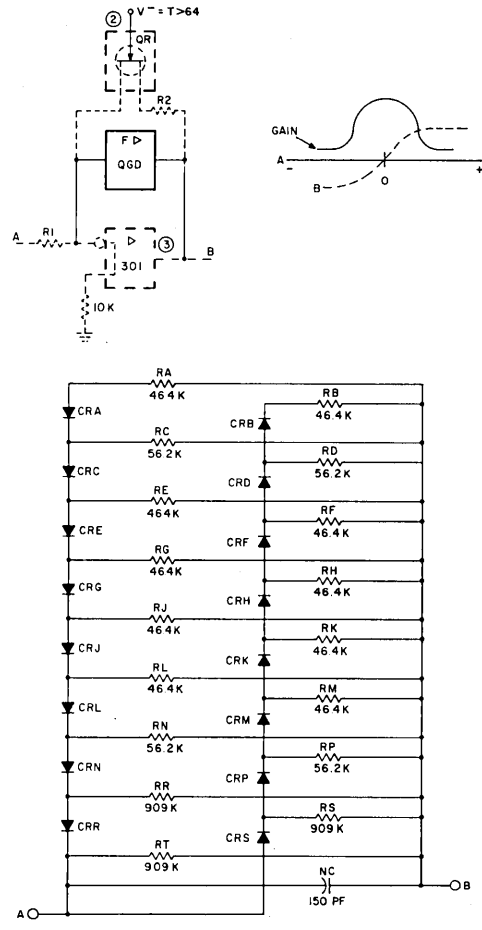 ② V⁻ = T>64
QR
R2
F ▷
QGD
A R1
▷ ③
301
B
10K
GAIN
A
- +
B
0
RA
464K
RB
46.4K
CRA
CRB
RC
56.2K
RD
56.2K
CRC
CRD
RE
464K
RF
46.4K
CRE
CRF
RG
464K
RH
46.4K
CRG
CRH
RJ
464K
RK
46.4K
CRJ
CRK
RL
46.4K
RM
46.4K
CRL
CRM
RN
56.2K
RP
56.2K
CRN
CRP
RR
909K
RS
909K
CRR
CRS
RT
909K
NC
150 PF
B
A